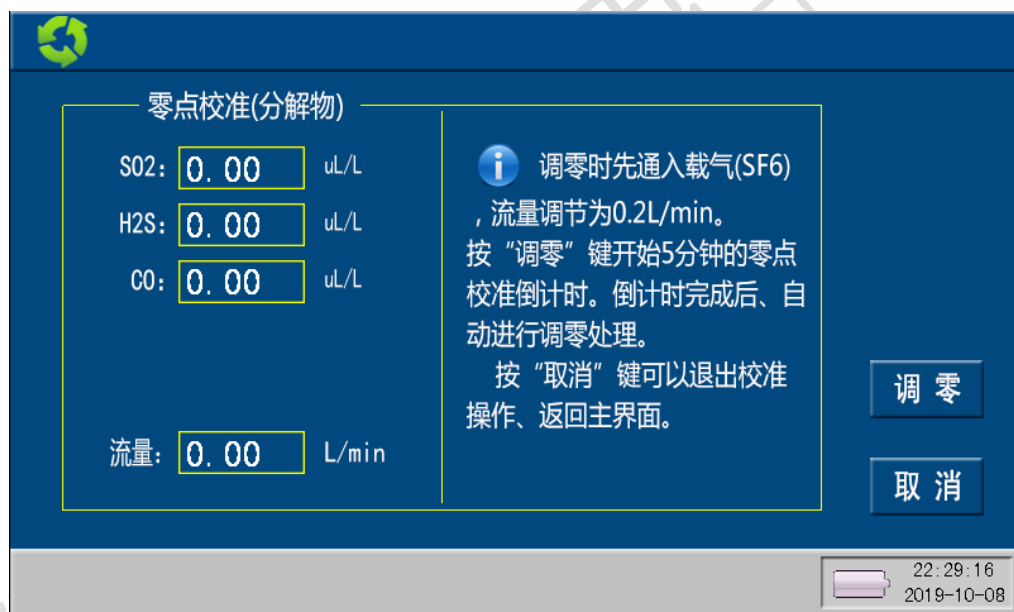 零点校准(分解物)
SO2: 0.00 uL/L
H2S: 0.00 uL/L
CO: 0.00 uL/L
流量: 0.00 L/min
调零时先通入载气(SF6)
，流量调节为0.2L/min。
按“调零”键开始5分钟的零点
校准倒计时。倒计时完成后、自
动进行调零处理。
按“取消”键可以退出校准
操作、返回主界面。
调零
取消
22:29:16
2019-10-08